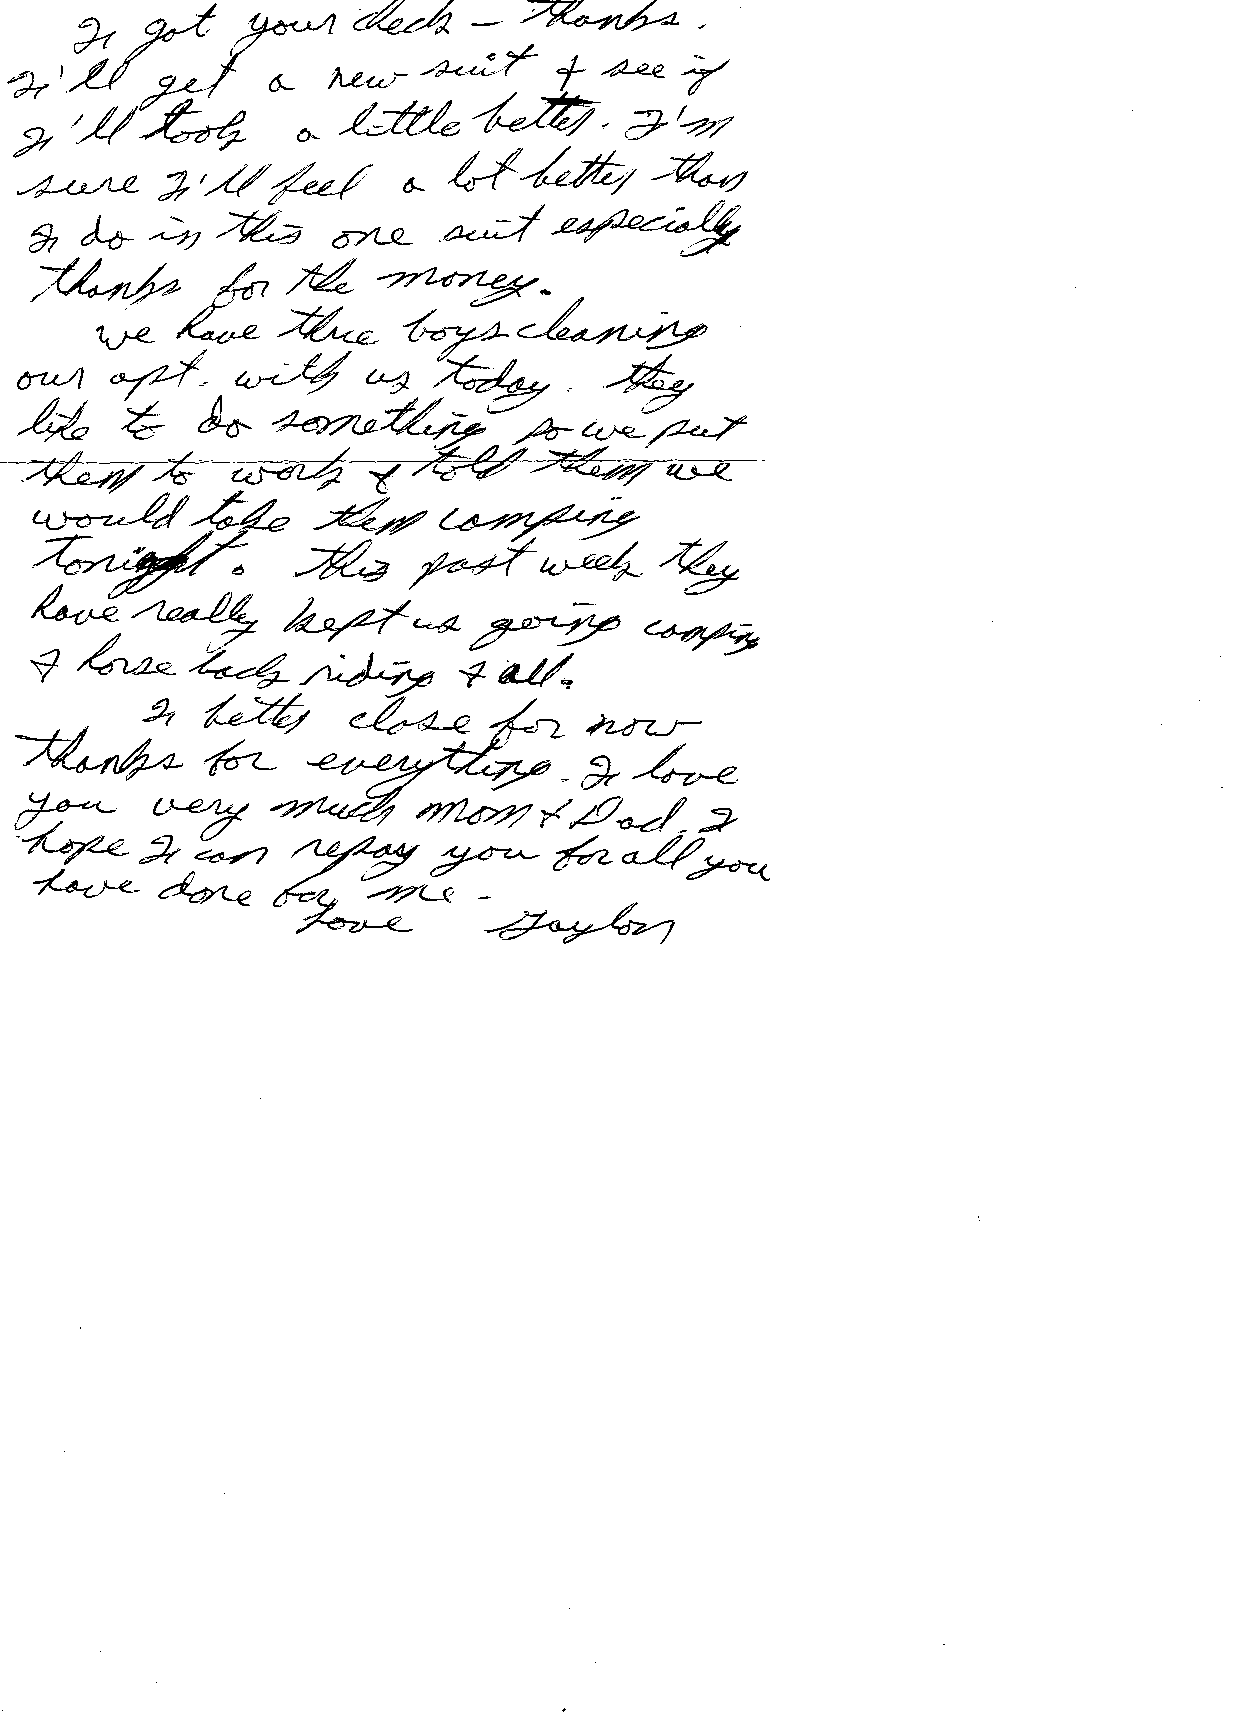 I got your check – thanks.
I'll get a new suit & see if
I'll look a little better. I'm
sure I'll feel a lot better than
I do in this one suit especially
thanks for the money.
we have three boys cleaning
our apt. with us today. they
like to do something so we put
them to work & told them we
would take them camping
tonight. this past week they
have really kept us going camping
& horse back riding & all.
I better close for now
thanks for everything. I love
you very much Mom & Dad. I
hope I can repay you for all you
have done for me -
Love Gaylon